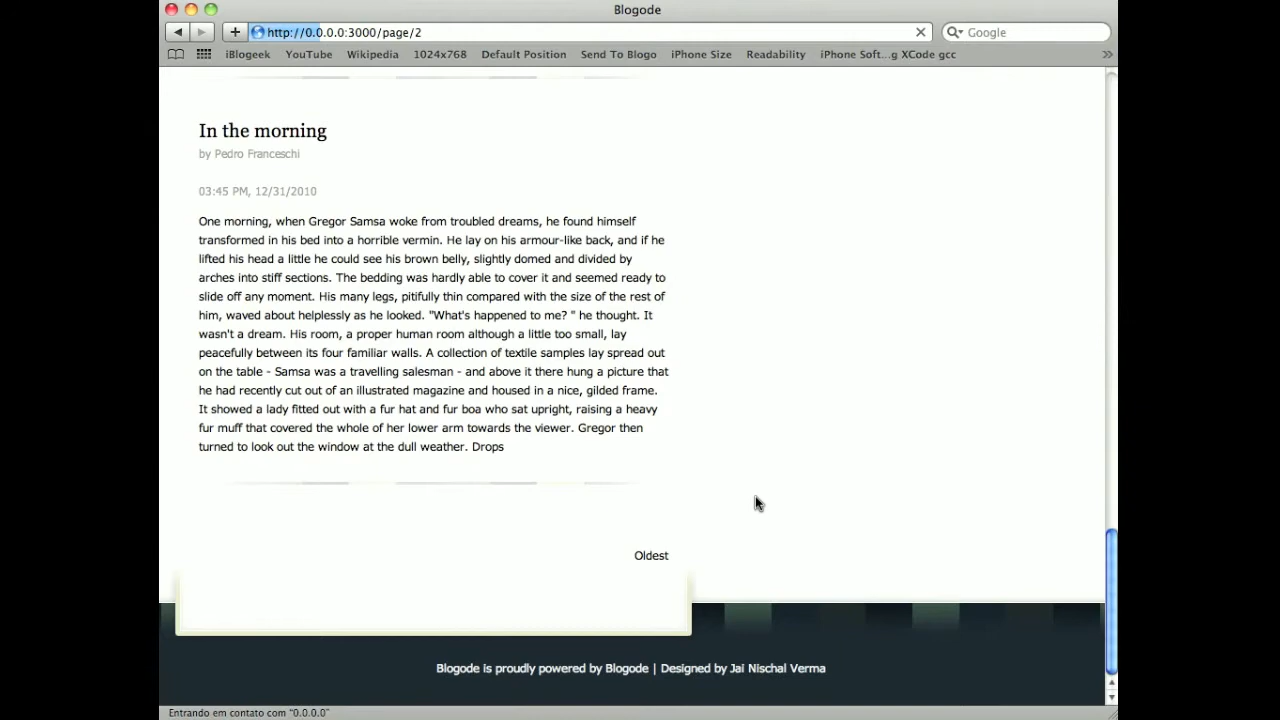 Blogode
http://0.0.0.0:3000/page/2
Google
iBlogeek YouTube Wikipedia 1024x768 Default Position Send To Blogo iPhone Size Readability iPhone Soft...g XCode gcc
In the morning
by Pedro Franceschi
03:45 PM, 12/31/2010
One morning, when Gregor Samsa woke from troubled dreams, he found himself
transformed in his bed into a horrible vermin. He lay on his armour-like back, and if he
lifted his head a little he could see his brown belly, slightly domed and divided by
arches into stiff sections. The bedding was hardly able to cover it and seemed ready to
slide off any moment. His many legs, pitifully thin compared with the size of the rest of
him, waved about helplessly as he looked. "What's happened to me? " he thought. It
wasn't a dream. His room, a proper human room although a little too small, lay
peacefully between its four familiar walls. A collection of textile samples lay spread out
on the table - Samsa was a travelling salesman - and above it there hung a picture that
he had recently cut out of an illustrated magazine and housed in a nice, gilded frame.
It showed a lady fitted out with a fur hat and fur boa who sat upright, raising a heavy
fur muff that covered the whole of her lower arm towards the viewer. Gregor then
turned to look out the window at the dull weather. Drops
Oldest
Blogode is proudly powered by Blogode | Designed by Jai Nischal Verma
Entrando em contato com "0.0.0.0"